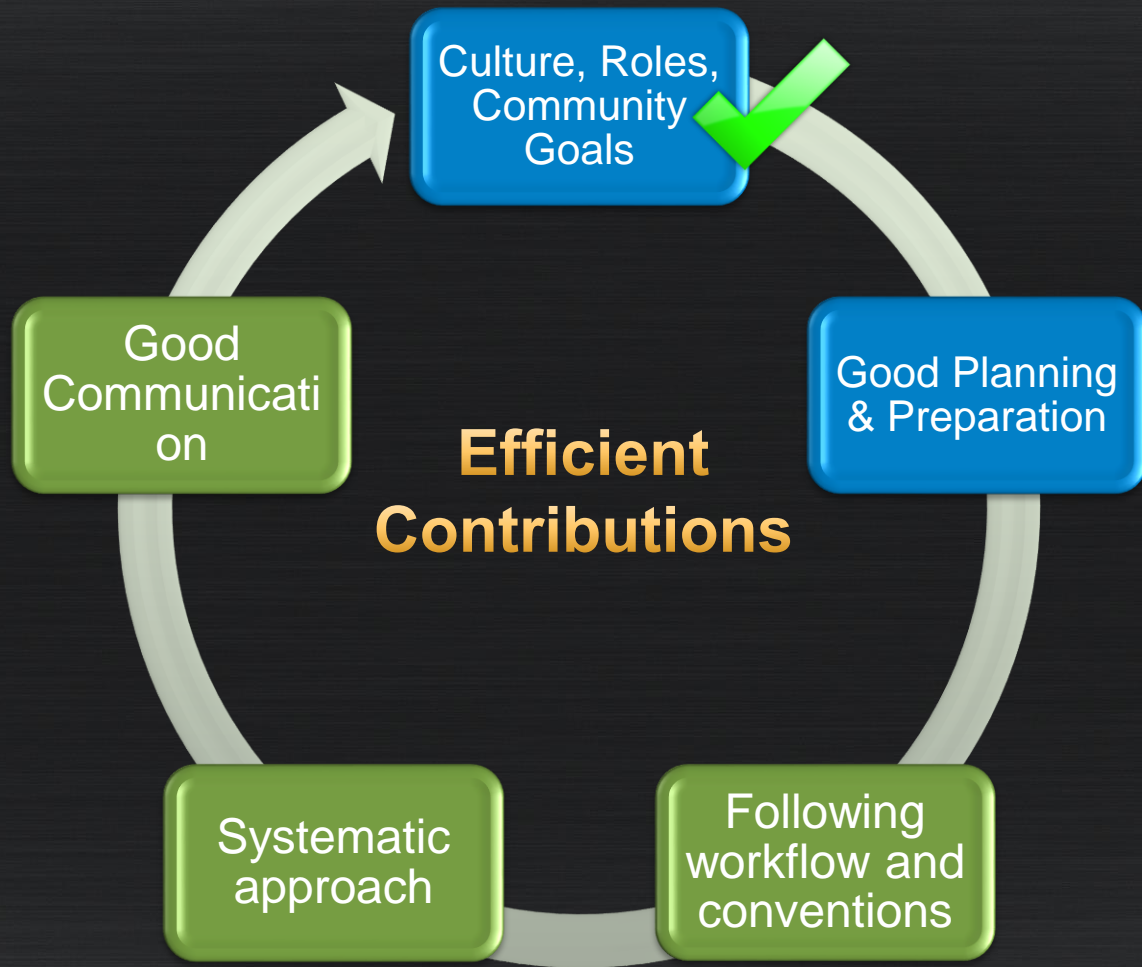 Culture, Roles,
Community
Goals
Good Planning
& Preparation
Following
workflow and
conventions
Systematic
approach
Good
Communicati
on
Efficient
Contributions